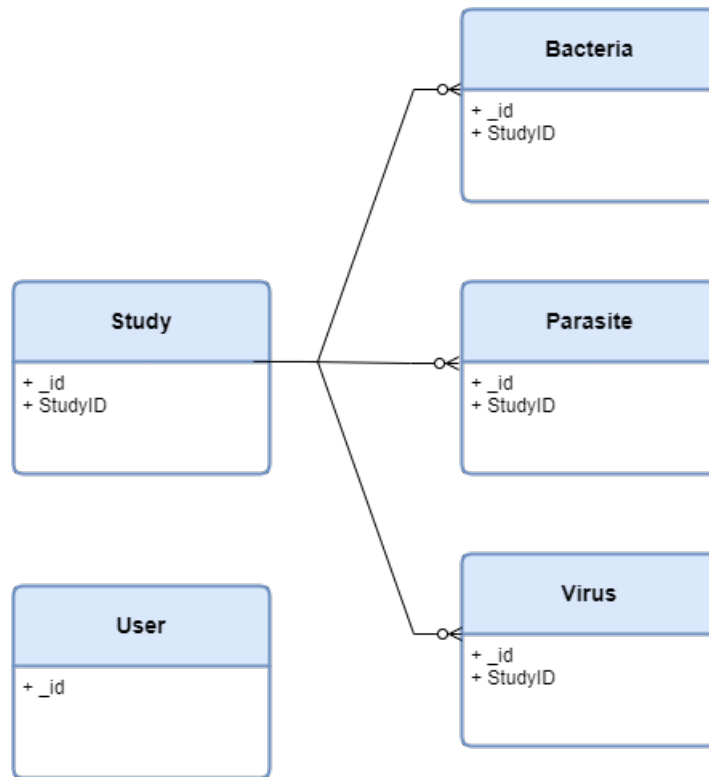 Bacteria
+ _id
+ StudyID
Study
+ _id
+ StudyID
Parasite
+ _id
+ StudyID
User
+ _id
Virus
+ _id
+ StudyID